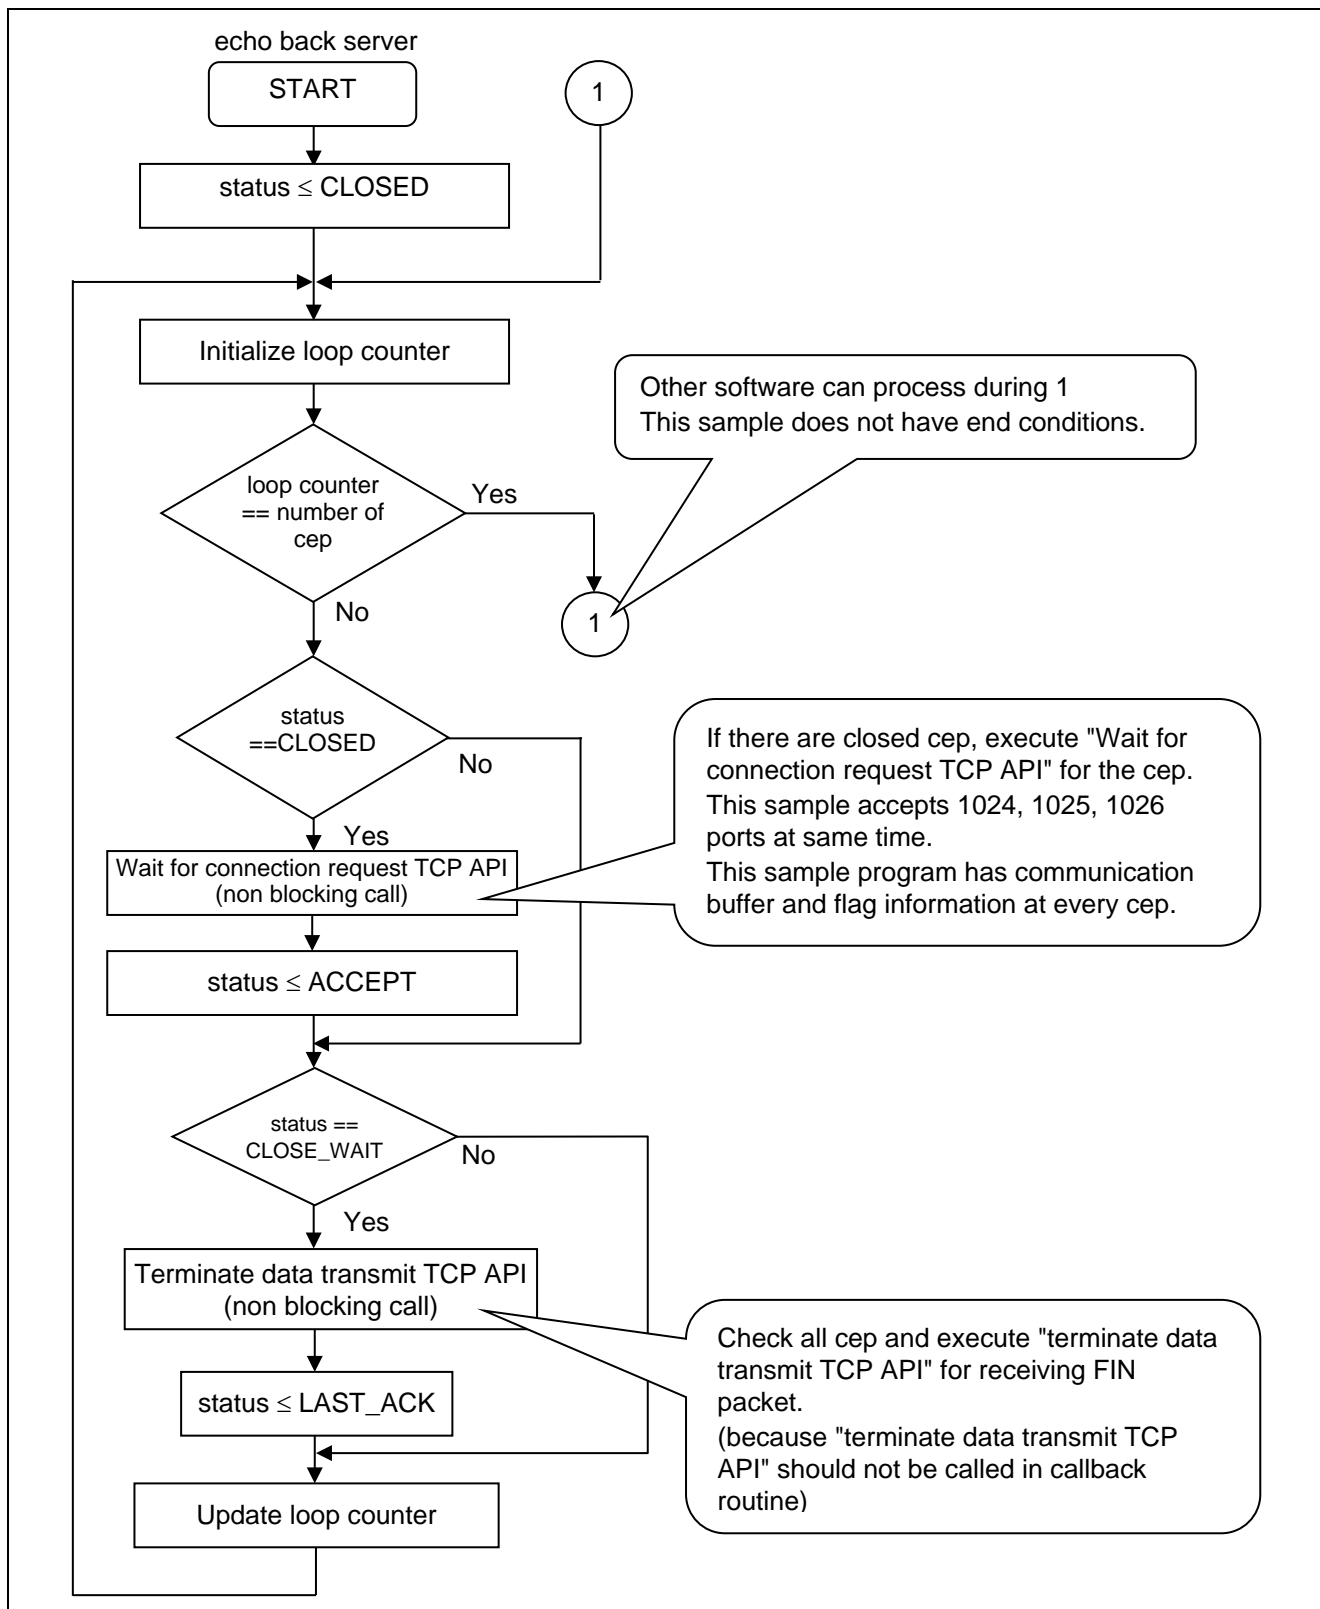 echo back server
START
1
status ≤ CLOSED
Initialize loop counter
Other software can process during 1
This sample does not have end conditions.
loop counter
== number of
cep
Yes
No
1
status
==CLOSED
No
Yes
If there are closed cep, execute "Wait for
connection request TCP API" for the cep.
This sample accepts 1024, 1025, 1026
ports at same time.
This sample program has communication
buffer and flag information at every cep.
Wait for connection request TCP API
(non blocking call)
status ≤ ACCEPT
status ==
CLOSE_WAIT
No
Yes
Terminate data transmit TCP API
(non blocking call)
Check all cep and execute "terminate data
transmit TCP API" for receiving FIN
packet.
(because "terminate data transmit TCP
API" should not be called in callback
routine)
status ≤ LAST_ACK
Update loop counter